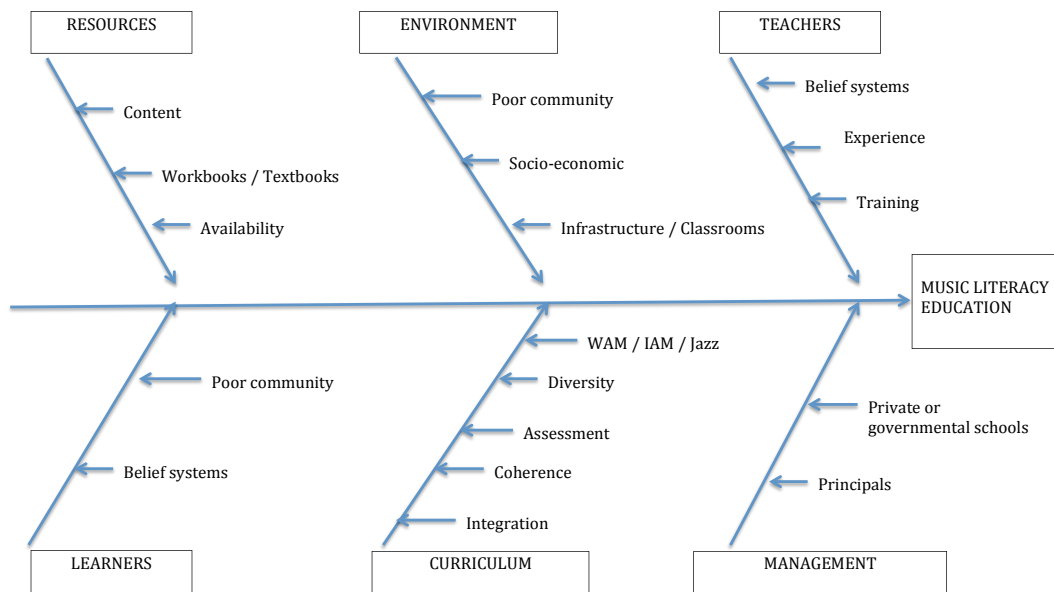 RESOURCES
ENVIRONMENT
TEACHERS
Content
Workbooks / Textbooks
Availability
Poor community
Socio-economic
Infrastructure / Classrooms
Belief systems
Experience
Training
MUSIC LITERACY
EDUCATION
Poor community
Belief systems
WAM / IAM / Jazz
Diversity
Assessment
Coherence
Integration
Private or
governmental schools
Principals
LEARNERS
CURRICULUM
MANAGEMENT